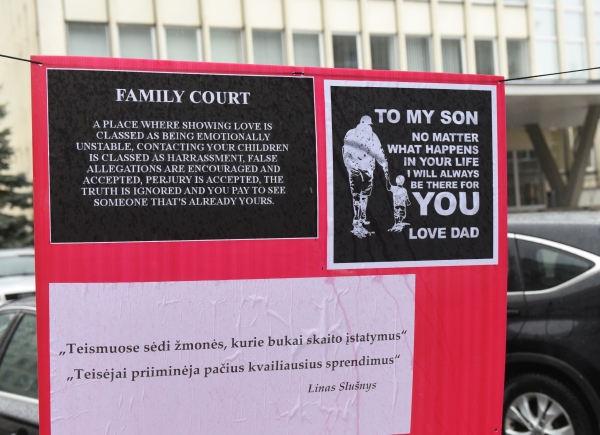 FAMILY COURT
A PLACE WHERE SHOWING LOVE IS
CLASSED AS BEING EMOTIONALLY
UNSTABLE, CONTACTING YOUR CHILDREN
IS CLASSED AS HARRASSMENT, FALSE
ALLEGATIONS ARE ENCOURAGED AND
ACCEPTED, PERJURY IS ACCEPTED, THE
TRUTH IS IGNORED AND YOU PAY TO SEE
SOMEONE THAT'S ALREADY YOURS.
TO MY SON
NO MATTER
WHAT HAPPENS
IN YOUR LIFE
I WILL ALWAYS
BE THERE FOR
YOU
LOVE DAD
„Teismuose sėdi žmonės, kurie bukai skaito įstatymus“
„Teisėjai priiminėja pačius kvailiausius sprendimus“
Linas Slušnys